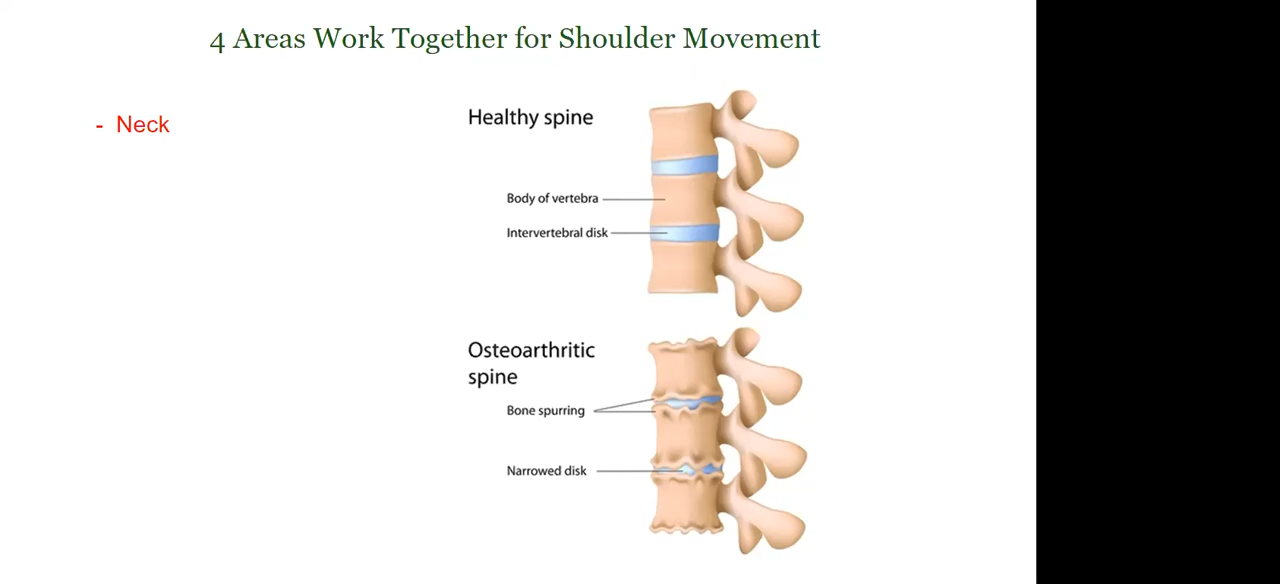 4 Areas Work Together for Shoulder Movement
- Neck
Healthy spine
Body of vertebra
Intervertebral disk
Osteoarthritic
spine
Bone spurring
Narrowed disk